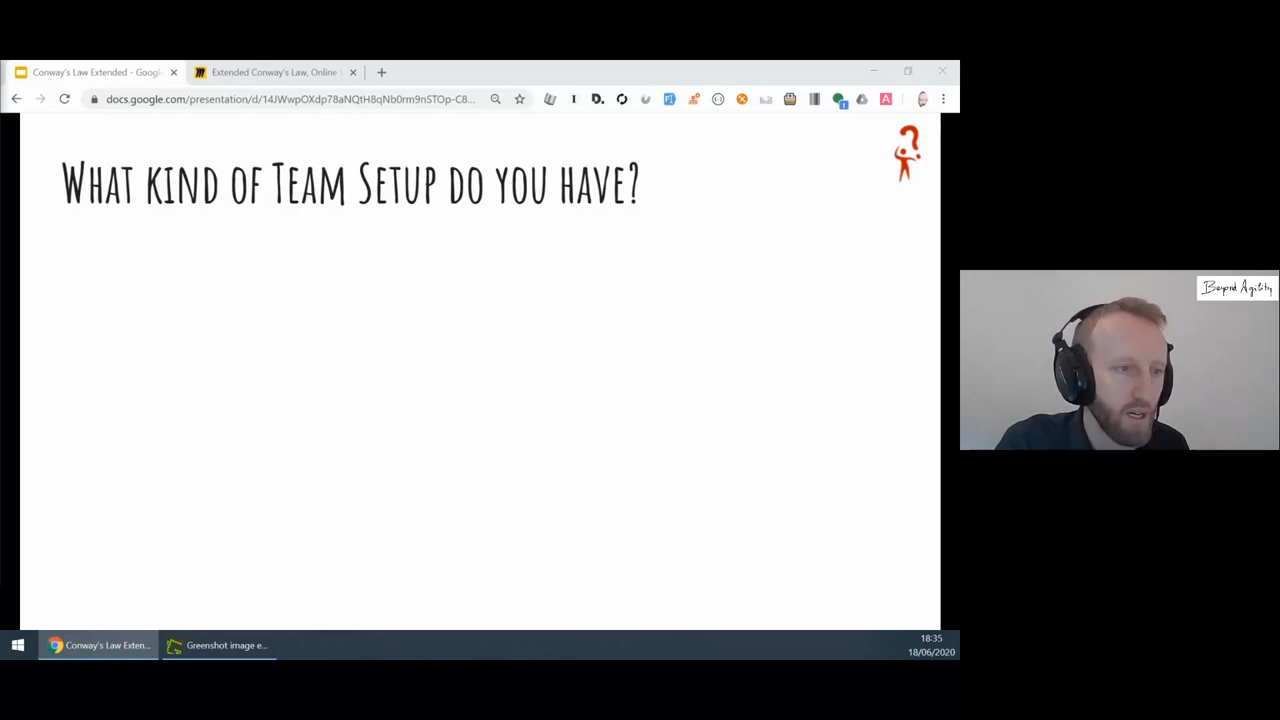 Conway's Law Extended - Googl
Extended Conway's Law, Online
docs.google.com/presentation/d/14JWwpOXdp78aNQtH8qNb0rm9nSTOp-C8...
WHAT KIND OF TEAM SETUP DO YOU HAVE?
Beyond Agility
Conway's Law Exten...
Greenshot image e...
18:35
18/06/2020